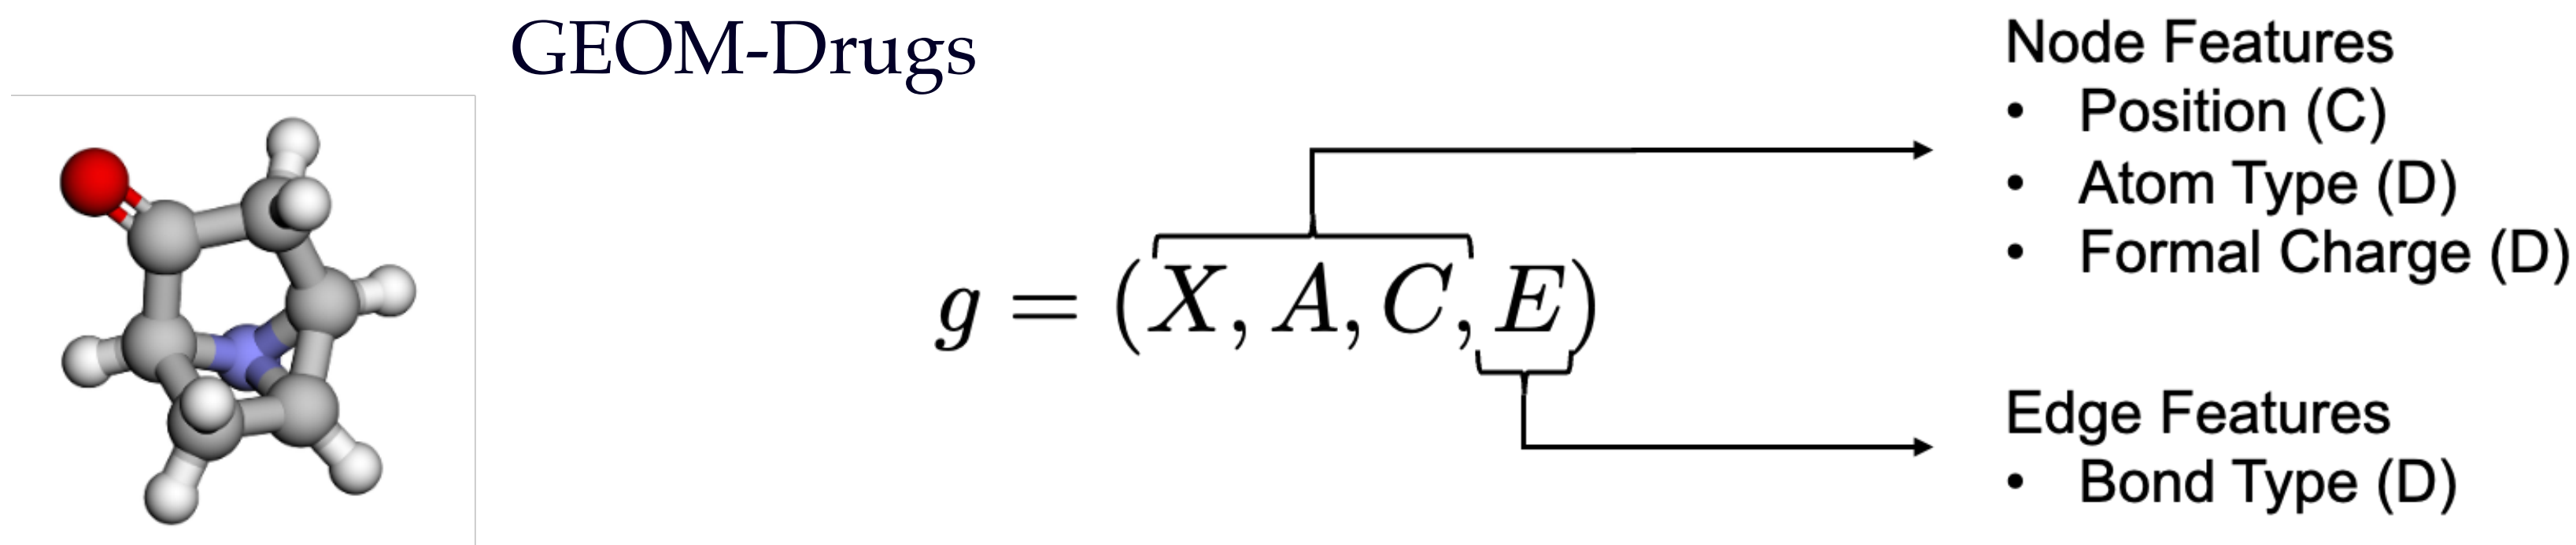 GEOM-Drugs
g = (X, A, C, E)
Node Features
• Position (C)
• Atom Type (D)
• Formal Charge (D)
Edge Features
• Bond Type (D)